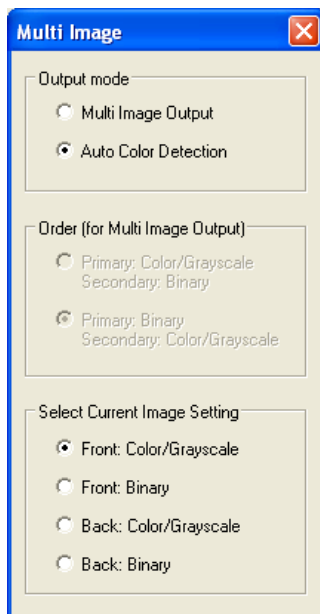 Multi Image
Output mode
Multi Image Output
Auto Color Detection
Order (for Multi Image Output)
Primary: Color/Grayscale
Secondary: Binary
Primary: Binary
Secondary: Color/Grayscale
Select Current Image Setting
Front: Color/Grayscale
Front: Binary
Back: Color/Grayscale
Back: Binary